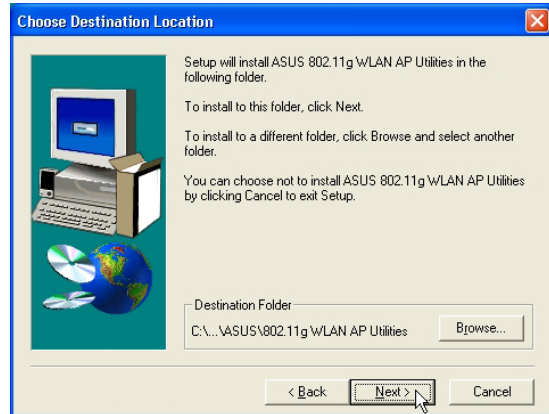 Choose Destination Location
Setup will install ASUS 802.11g WLAN AP Utilities in the
following folder.
To install to this folder, click Next.
To install to a different folder, click Browse and select another
folder.
You can choose not to install ASUS 802.11g WLAN AP Utilities
by clicking Cancel to exit Setup.
Destination Folder
C:\...\ASUS\802.11g WLAN AP Utilities
Browse...
< Back
Next >
Cancel